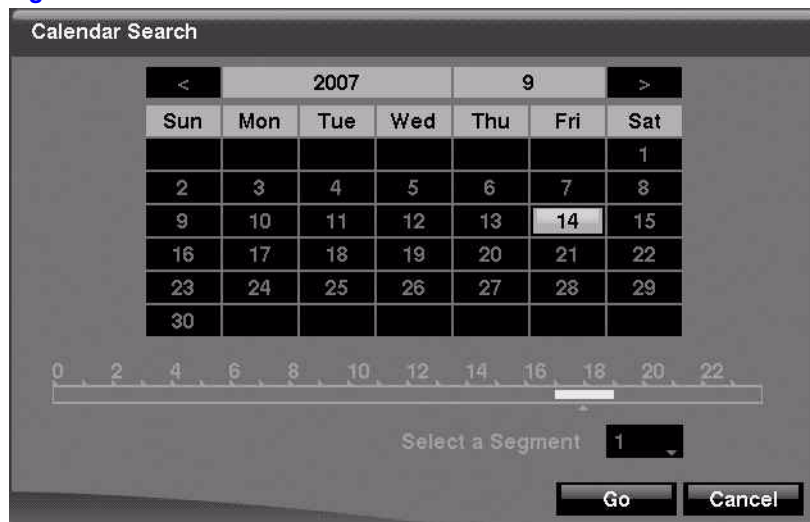 Calendar Search
< 2007 9 >
Sun Mon Tue Wed Thu Fri Sat
1
2 3 4 5 6 7 8
9 10 11 12 13 14 15
16 17 18 19 20 21 22
23 24 25 26 27 28 29
30
0 2 4 6 8 10 12 14 16 18 20 22
Select a Segment 1
Go Cancel